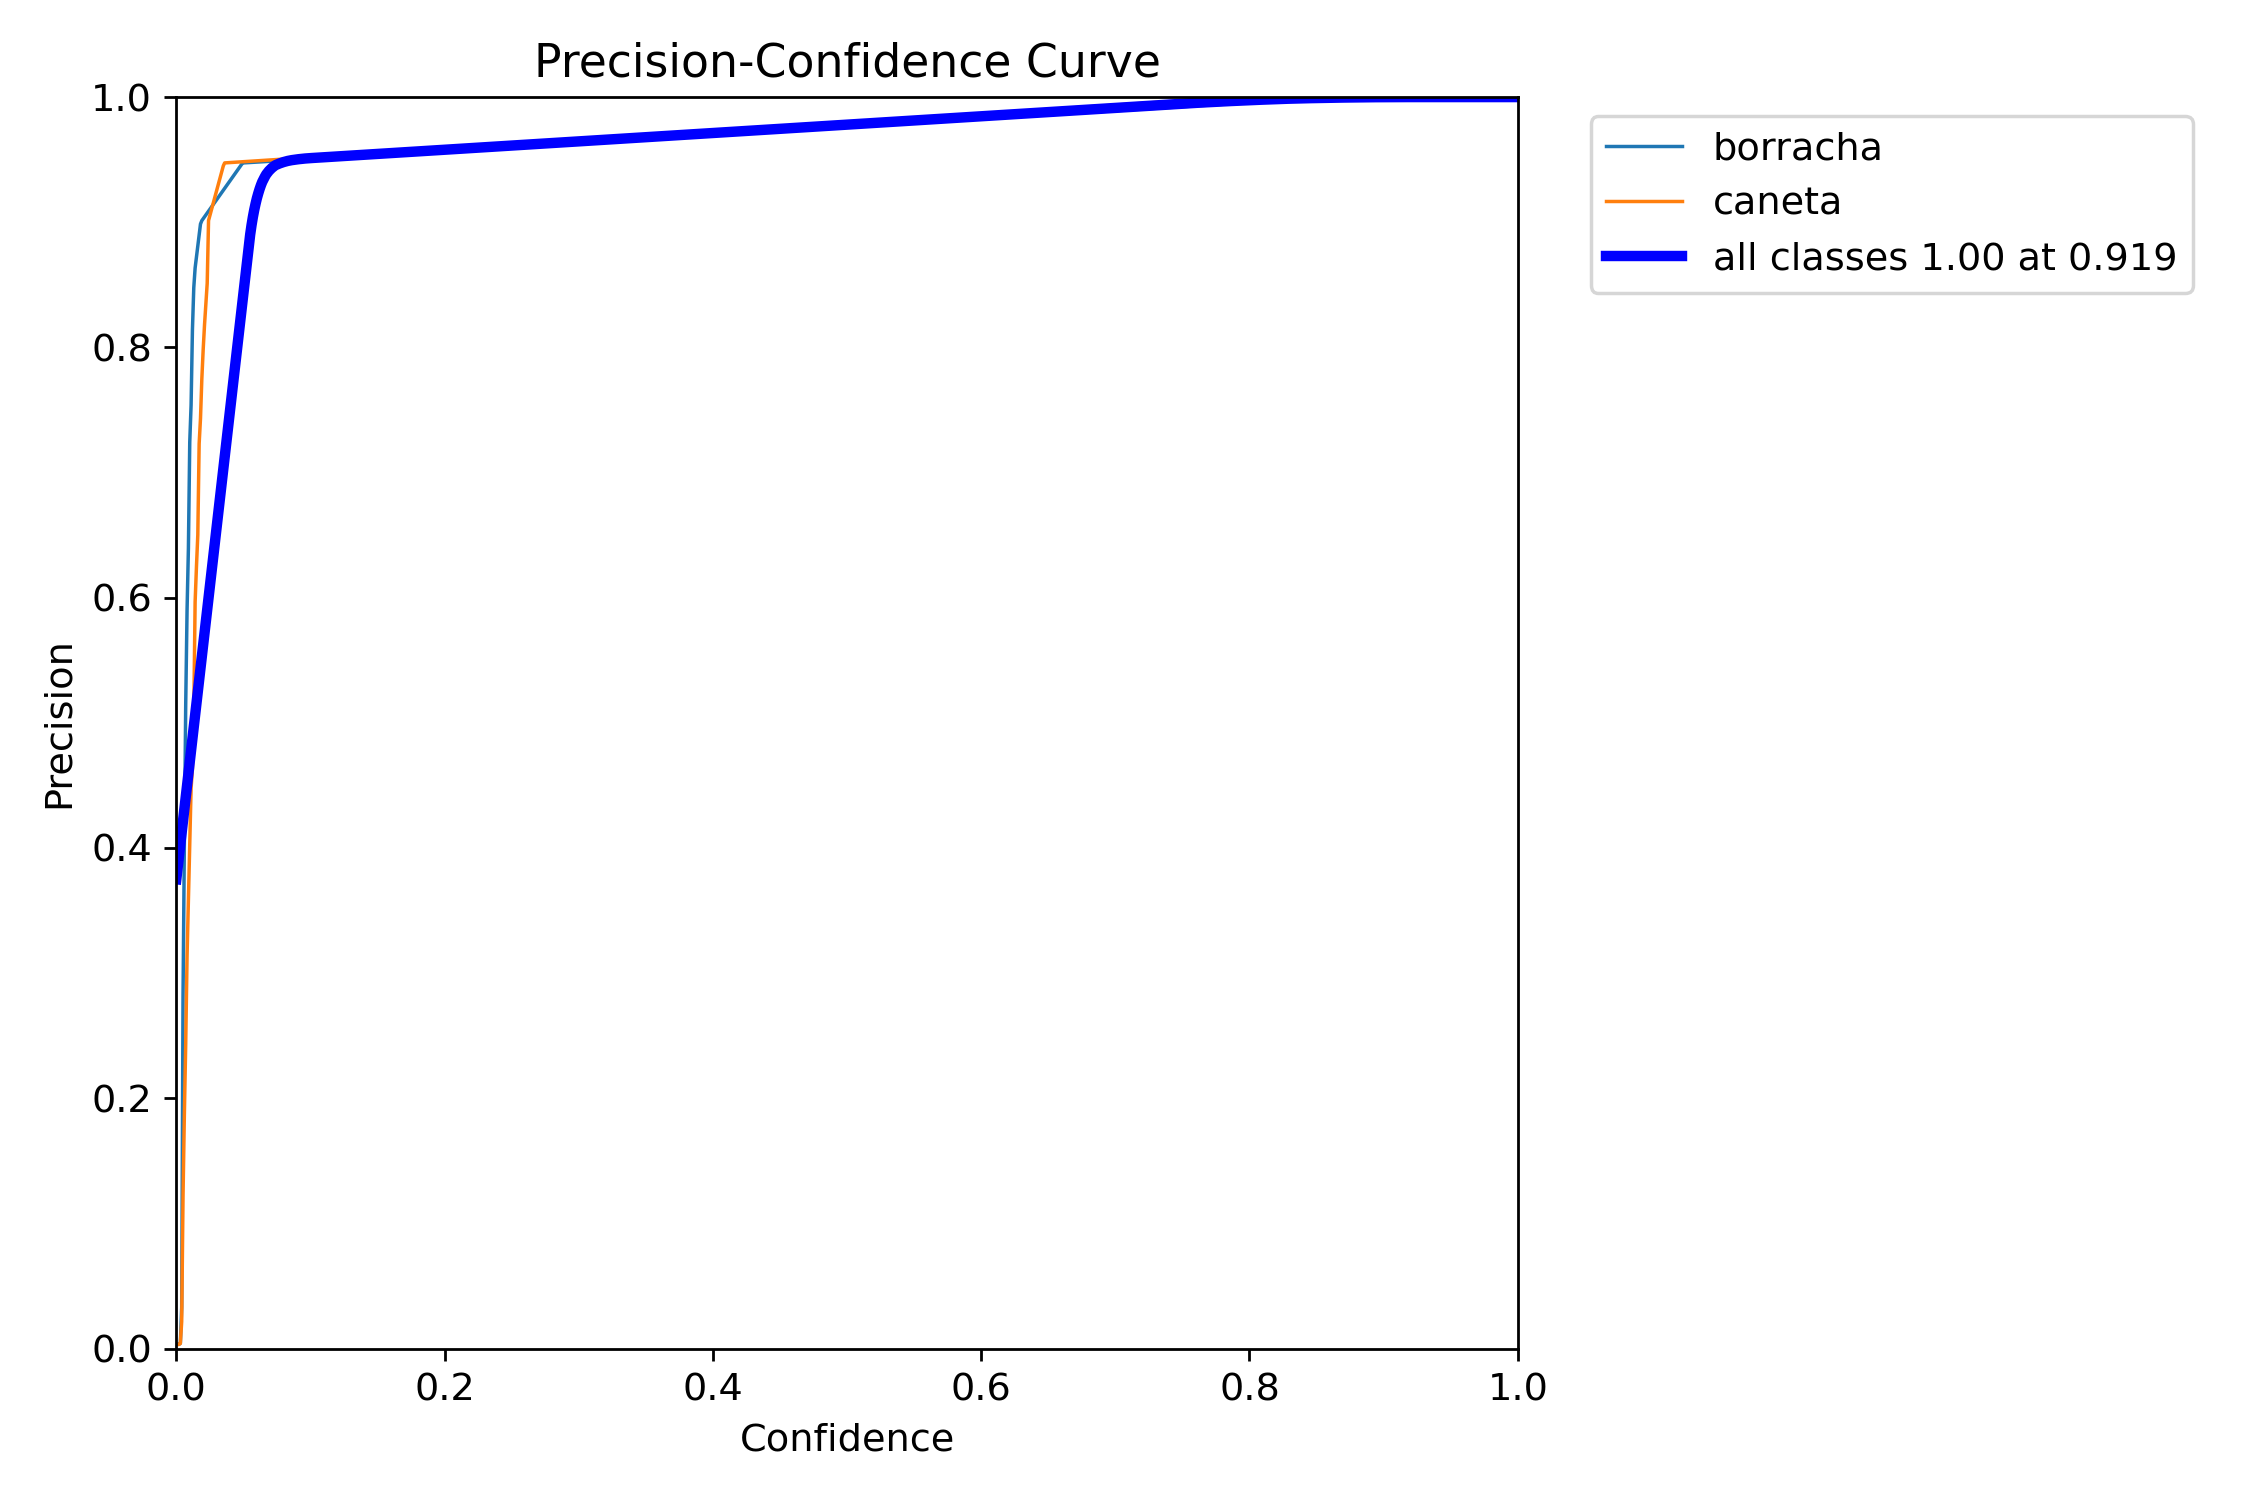 Precision-Confidence Curve
1.0
0.8
0.6
0.4
0.2
0.0
Precision
0.0 0.2 0.4 0.6 0.8 1.0
Confidence
borracha
caneta
all classes 1.00 at 0.919